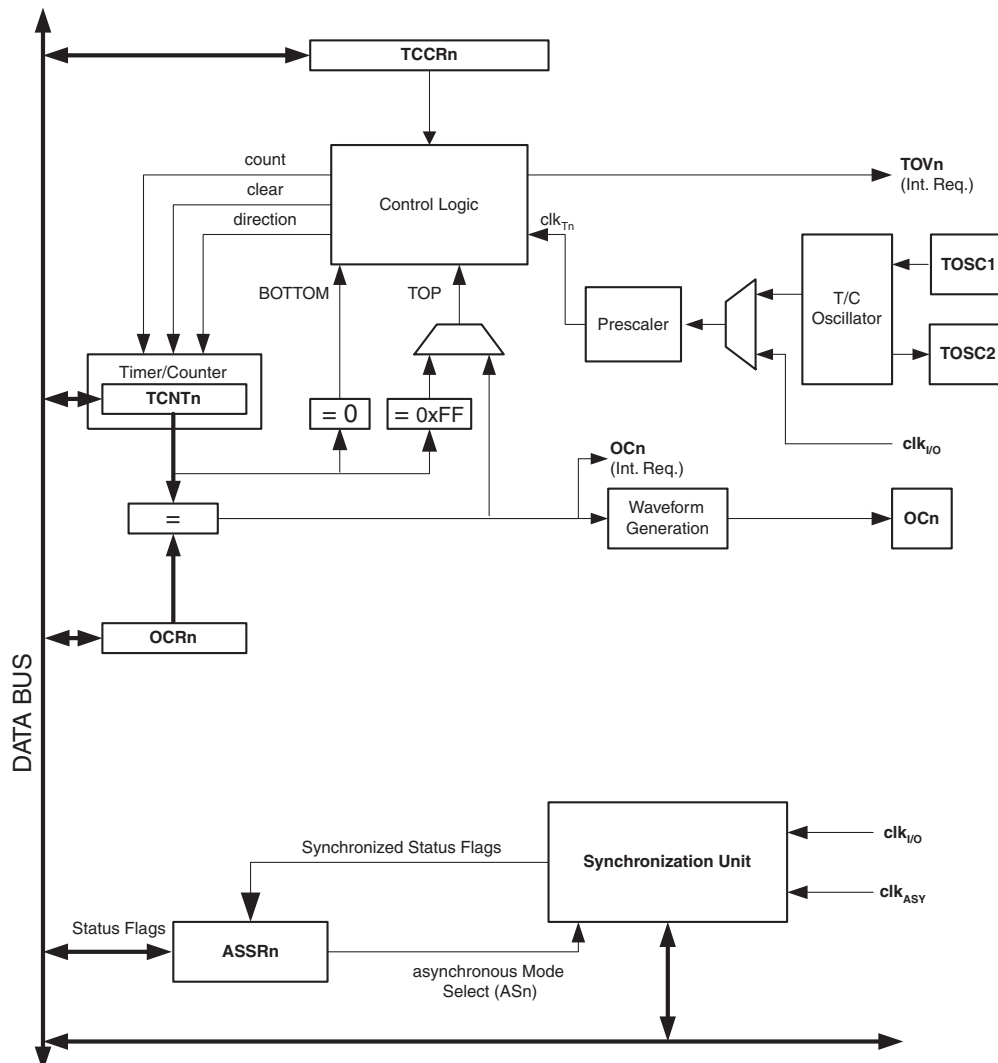 TCCRn
count
clear
direction
Control Logic
TOVn
(Int. Req.)
clkTn
BOTTOM
TOP
Prescaler
T/C
Oscillator
TOSC1
TOSC2
Timer/Counter
TCNTn
= 0
= 0xFF
clkI/O
OCn
(Int. Req.)
=
Waveform
Generation
OCn
OCRn
DATA BUS
Synchronized Status Flags
Synchronization Unit
clkI/O
clkASY
Status Flags
ASSRn
asynchronous Mode
Select (ASn)